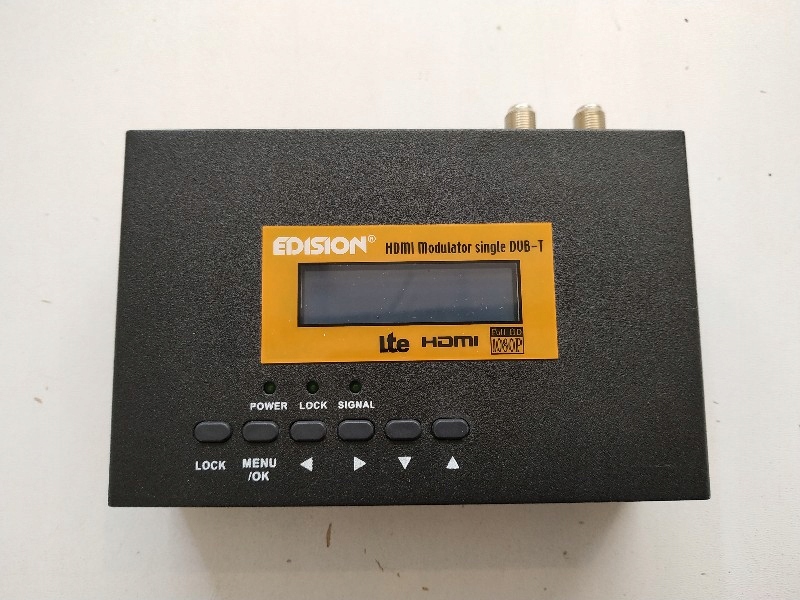 EDISION® HDMI Modulator single DVB-T
lte HDMI FULL HD
1080P
POWER LOCK SIGNAL
LOCK MENU ◀ ▶ ▼ ▲
/OK